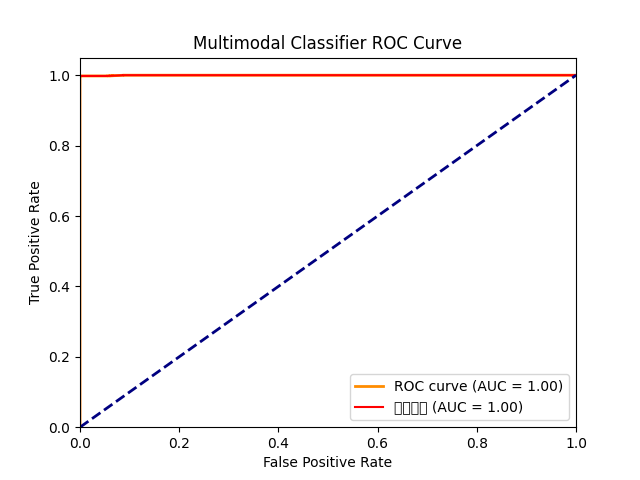 Multimodal Classifier ROC Curve
True Positive Rate
1.0
0.8
0.6
0.4
0.2
0.0
0.0 0.2 0.4 0.6 0.8 1.0
False Positive Rate
ROC curve (AUC = 1.00)
(AUC = 1.00)